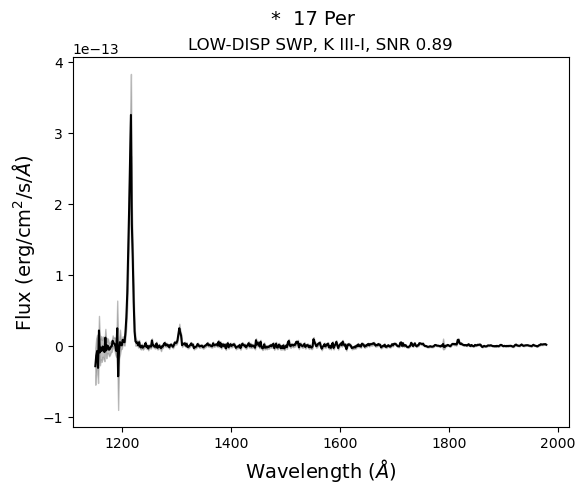 *  17 Per
LOW-DISP SWP, K III-I, SNR 0.89
1e−13
4
3
2
1
0
−1
Flux (erg/cm²/s/Å)
1200
1400
1600
1800
2000
Wavelength (Å)